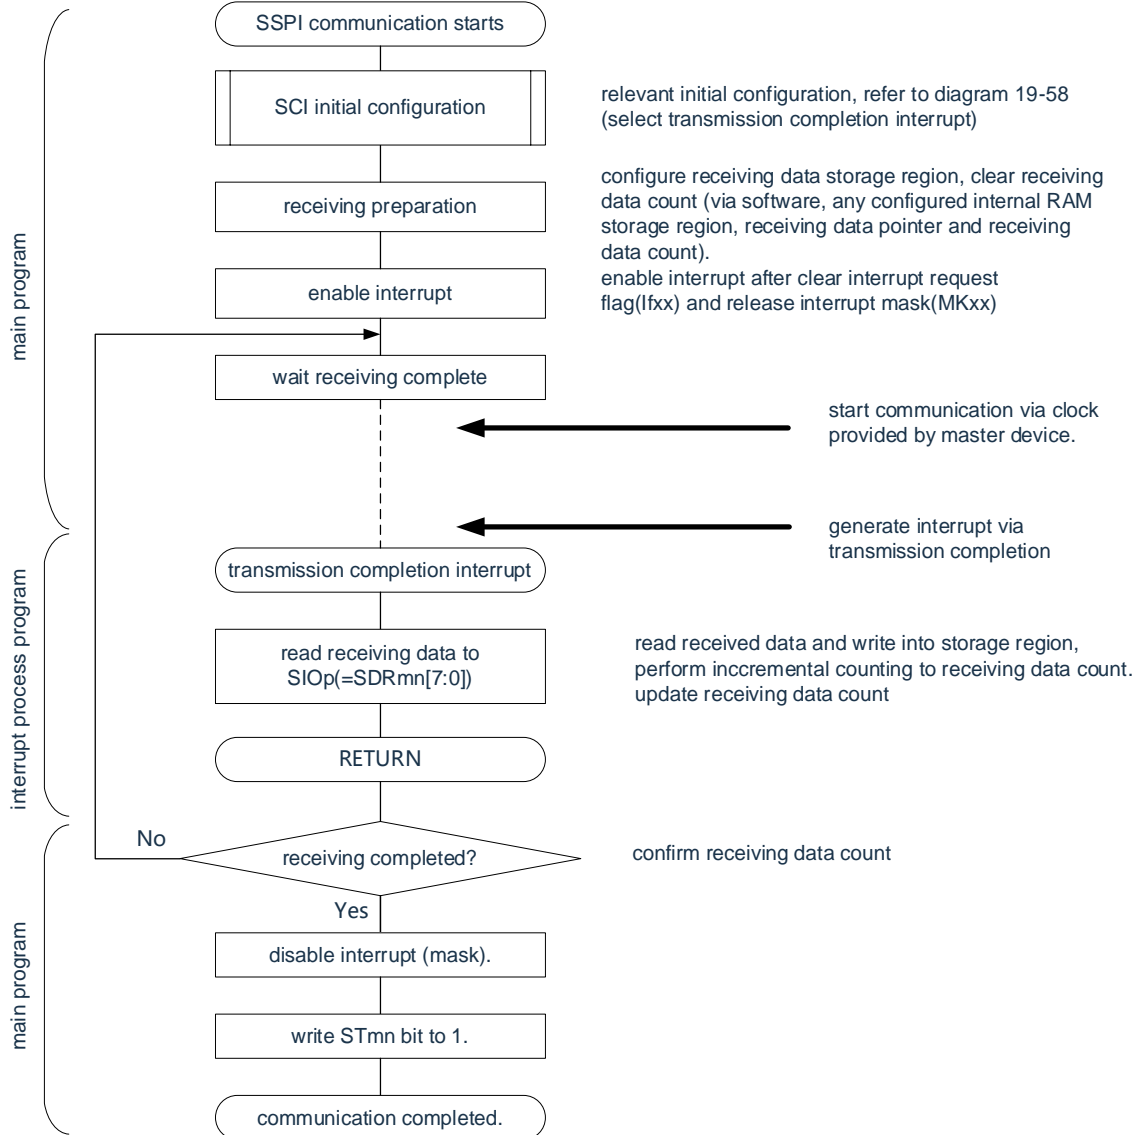 SSPI communication starts
SCI initial configuration
relevant initial configuration, refer to diagram 19-58
(select transmission completion interrupt)
receiving preparation
configure receiving data storage region, clear receiving
data count (via software, any configured internal RAM
storage region, receiving data pointer and receiving
data count).
enable interrupt
enable interrupt after clear interrupt request
flag(Ifxx) and release interrupt mask(MKxx)
main program
wait receiving complete
start communication via clock
provided by master device.
generate interrupt via
transmission completion
transmission completion interrupt
interrupt process program
read receiving data to
SIOp(=SDRmn[7:0])
read received data and write into storage region,
perform inccremental counting to receiving data count.
update receiving data count
RETURN
No
receiving completed?
confirm receiving data count
Yes
main program
disable interrupt (mask).
write STmn bit to 1.
communication completed.